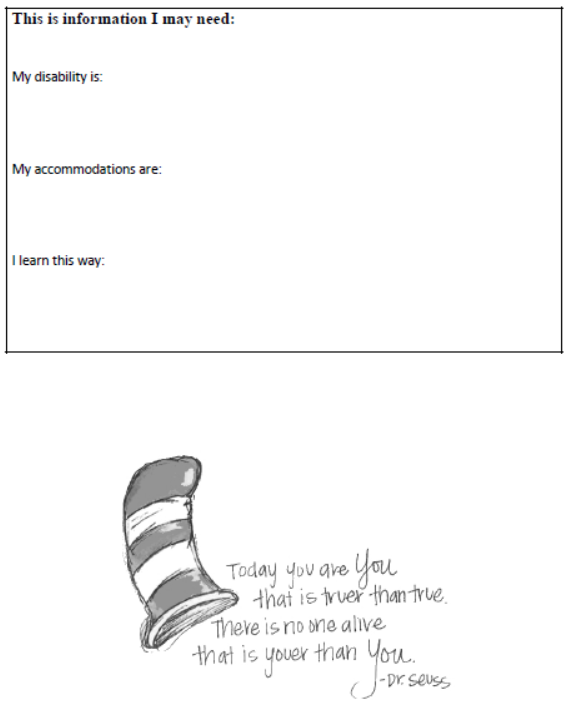 This is information I may need:
My disability is:
My accommodations are:
I learn this way:
Today you are You
that is truer than true.
There is no one alive
that is youer than You.
-Dr. Seuss